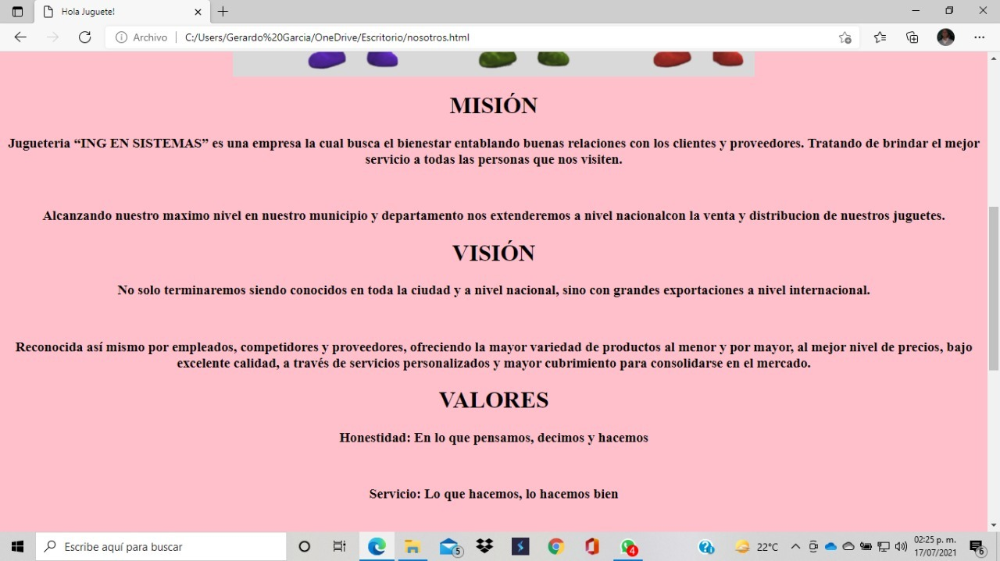 Hola Juguete!
Archivo C:/Users/Gerardo%20Garcia/OneDrive/Escritorio/nosotros.html
MISIÓN
Jugueteria “ING EN SISTEMAS” es una empresa la cual busca el bienestar entablando buenas relaciones con los clientes y proveedores. Tratando de brindar el mejor
servicio a todas las personas que nos visiten.
Alcanzando nuestro maximo nivel en nuestro municipio y departamento nos extenderemos a nivel nacionalcon la venta y distribucion de nuestros juguetes.
VISIÓN
No solo terminaremos siendo conocidos en toda la ciudad y a nivel nacional, sino con grandes exportaciones a nivel internacional.
Reconocida así mismo por empleados, competidores y proveedores, ofreciendo la mayor variedad de productos al menor y por mayor, al mejor nivel de precios, bajo
excelente calidad, a través de servicios personalizados y mayor cubrimiento para consolidarse en el mercado.
VALORES
Honestidad: En lo que pensamos, decimos y hacemos
Servicio: Lo que hacemos, lo hacemos bien
Escribe aquí para buscar
5
4
22°C
02:25 p. m.
17/07/2021
6